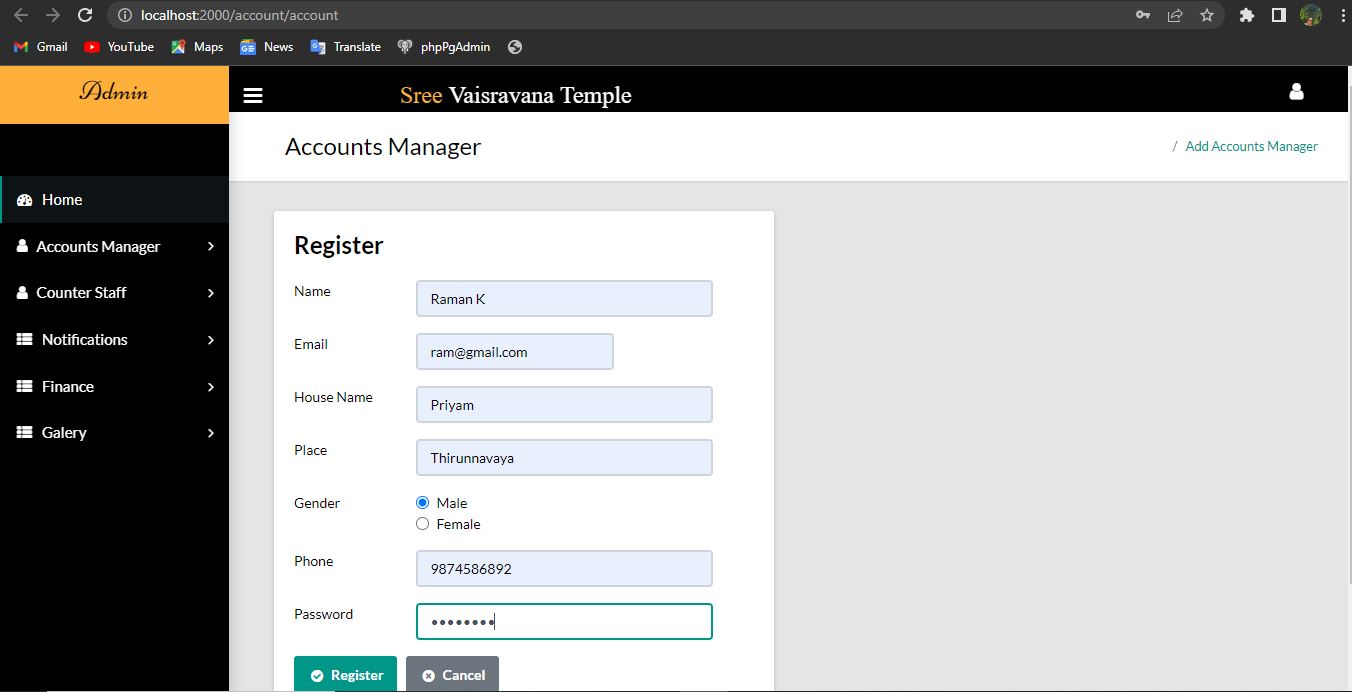 localhost:2000/account/account
Gmail YouTube Maps News Translate phpPgAdmin
Admin
Sree Vaisravana Temple
Accounts Manager
/ Add Accounts Manager
Home
Accounts Manager
Counter Staff
Notifications
Finance
Galery
Register
Name Raman K
Email ram@gmail.com
House Name Priyam
Place Thirunnavaya
Gender Male
Female
Phone 9874586892
Password ••••••••
Register Cancel